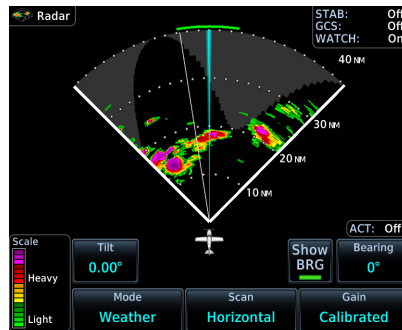 Radar
STAB: Off
GCS: Off
WATCH: On
40 NM
30 NM
20 NM
10 NM
ACT: Off
Scale
Heavy
Light
Tilt
0.00°
Show
BRG
Bearing
0°
Mode
Weather
Scan
Horizontal
Gain
Calibrated